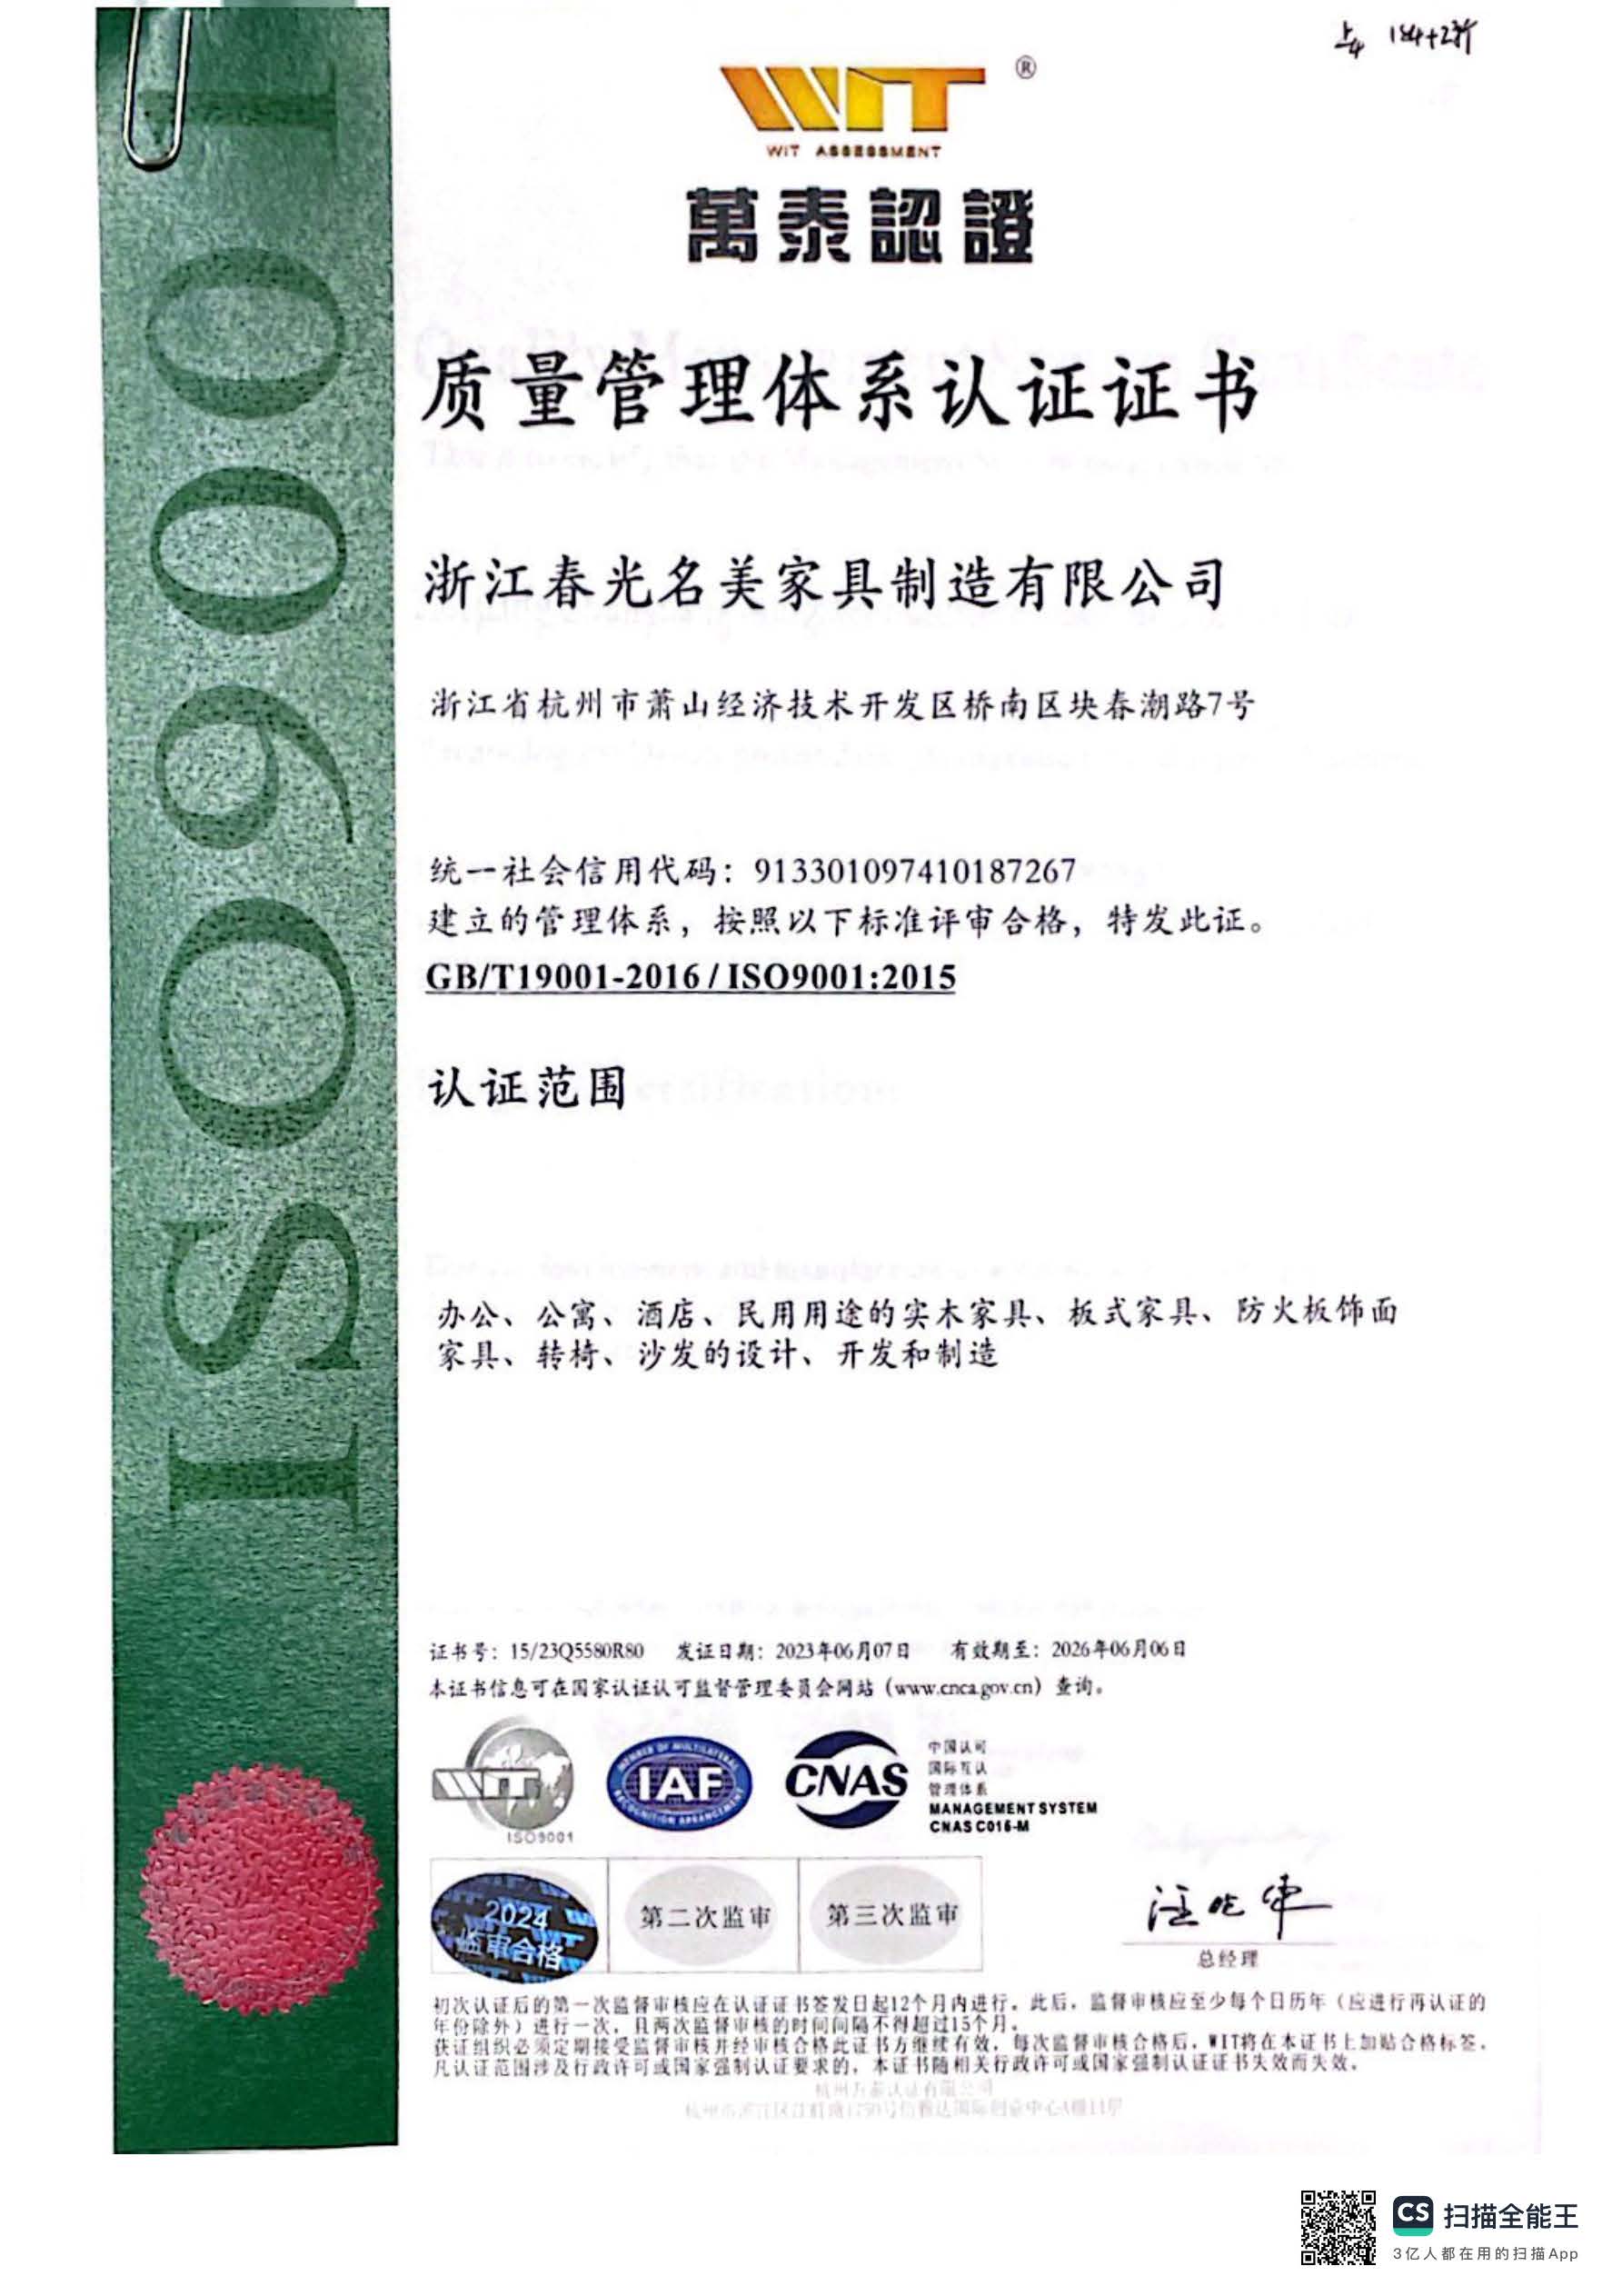 WIT ®
WIT ASSESSMENT
萬泰認證
ISO9001
质量管理体系认证证书
浙江春光名美家具制造有限公司
浙江省杭州市萧山经济技术开发区桥南区块春潮路7号
统一社会信用代码：913301097410187267
建立的管理体系，按照以下标准评审合格，特发此证。
GB/T19001-2016 / ISO9001:2015
认证范围
办公、公寓、酒店、民用用途的实木家具、板式家具、防火板饰面
家具、转椅、沙发的设计、开发和制造
证书号：15/23Q5580R80 发证日期：2023年06月07日 有效期至：2026年06月06日
本证书信息可在国家认证认可监督管理委员会网站（www.cnca.gov.cn）查询。
WIT
ISO9001
MEMBER OF MULTILATERAL
IAF
RECOGNITION ARRANGEMENT
CNAS
中国认可
国际互认
管理体系
MANAGEMENT SYSTEM
CNAS C015-M
2024
监审合格
第二次监审
第三次监审
总经理
初次认证后的第一次监督审核应在认证证书签发日起12个月内进行。此后，监督审核应至少每个日历年（应进行再认证的
年份除外）进行一次，且两次监督审核的时间间隔不得超过15个月。
获证组织必须定期接受监督审核并经审核合格此证书方继续有效，每次监督审核合格后，WIT将在本证书上加贴合格标签。
凡认证范围涉及行政许可或国家强制认证要求的，本证书随相关行政许可或国家强制认证证书失效而失效。
杭州万泰认证有限公司
CS 扫描全能王
3亿人都在用的扫描App